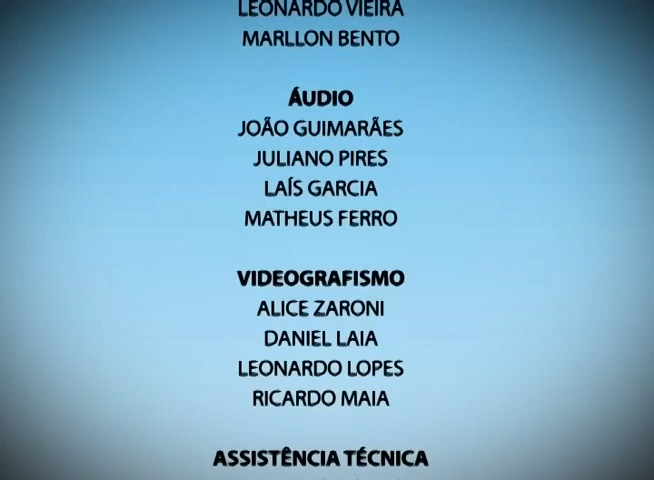 LEONARDO VIEIRA
MARLLON BENTO
ÁUDIO
JOÃO GUIMARÃES
JULIANO PIRES
LAÍS GARCIA
MATHEUS FERRO
VIDEOGRAFISMO
ALICE ZARONI
DANIEL LAIA
LEONARDO LOPES
RICARDO MAIA
ASSISTÊNCIA TÉCNICA